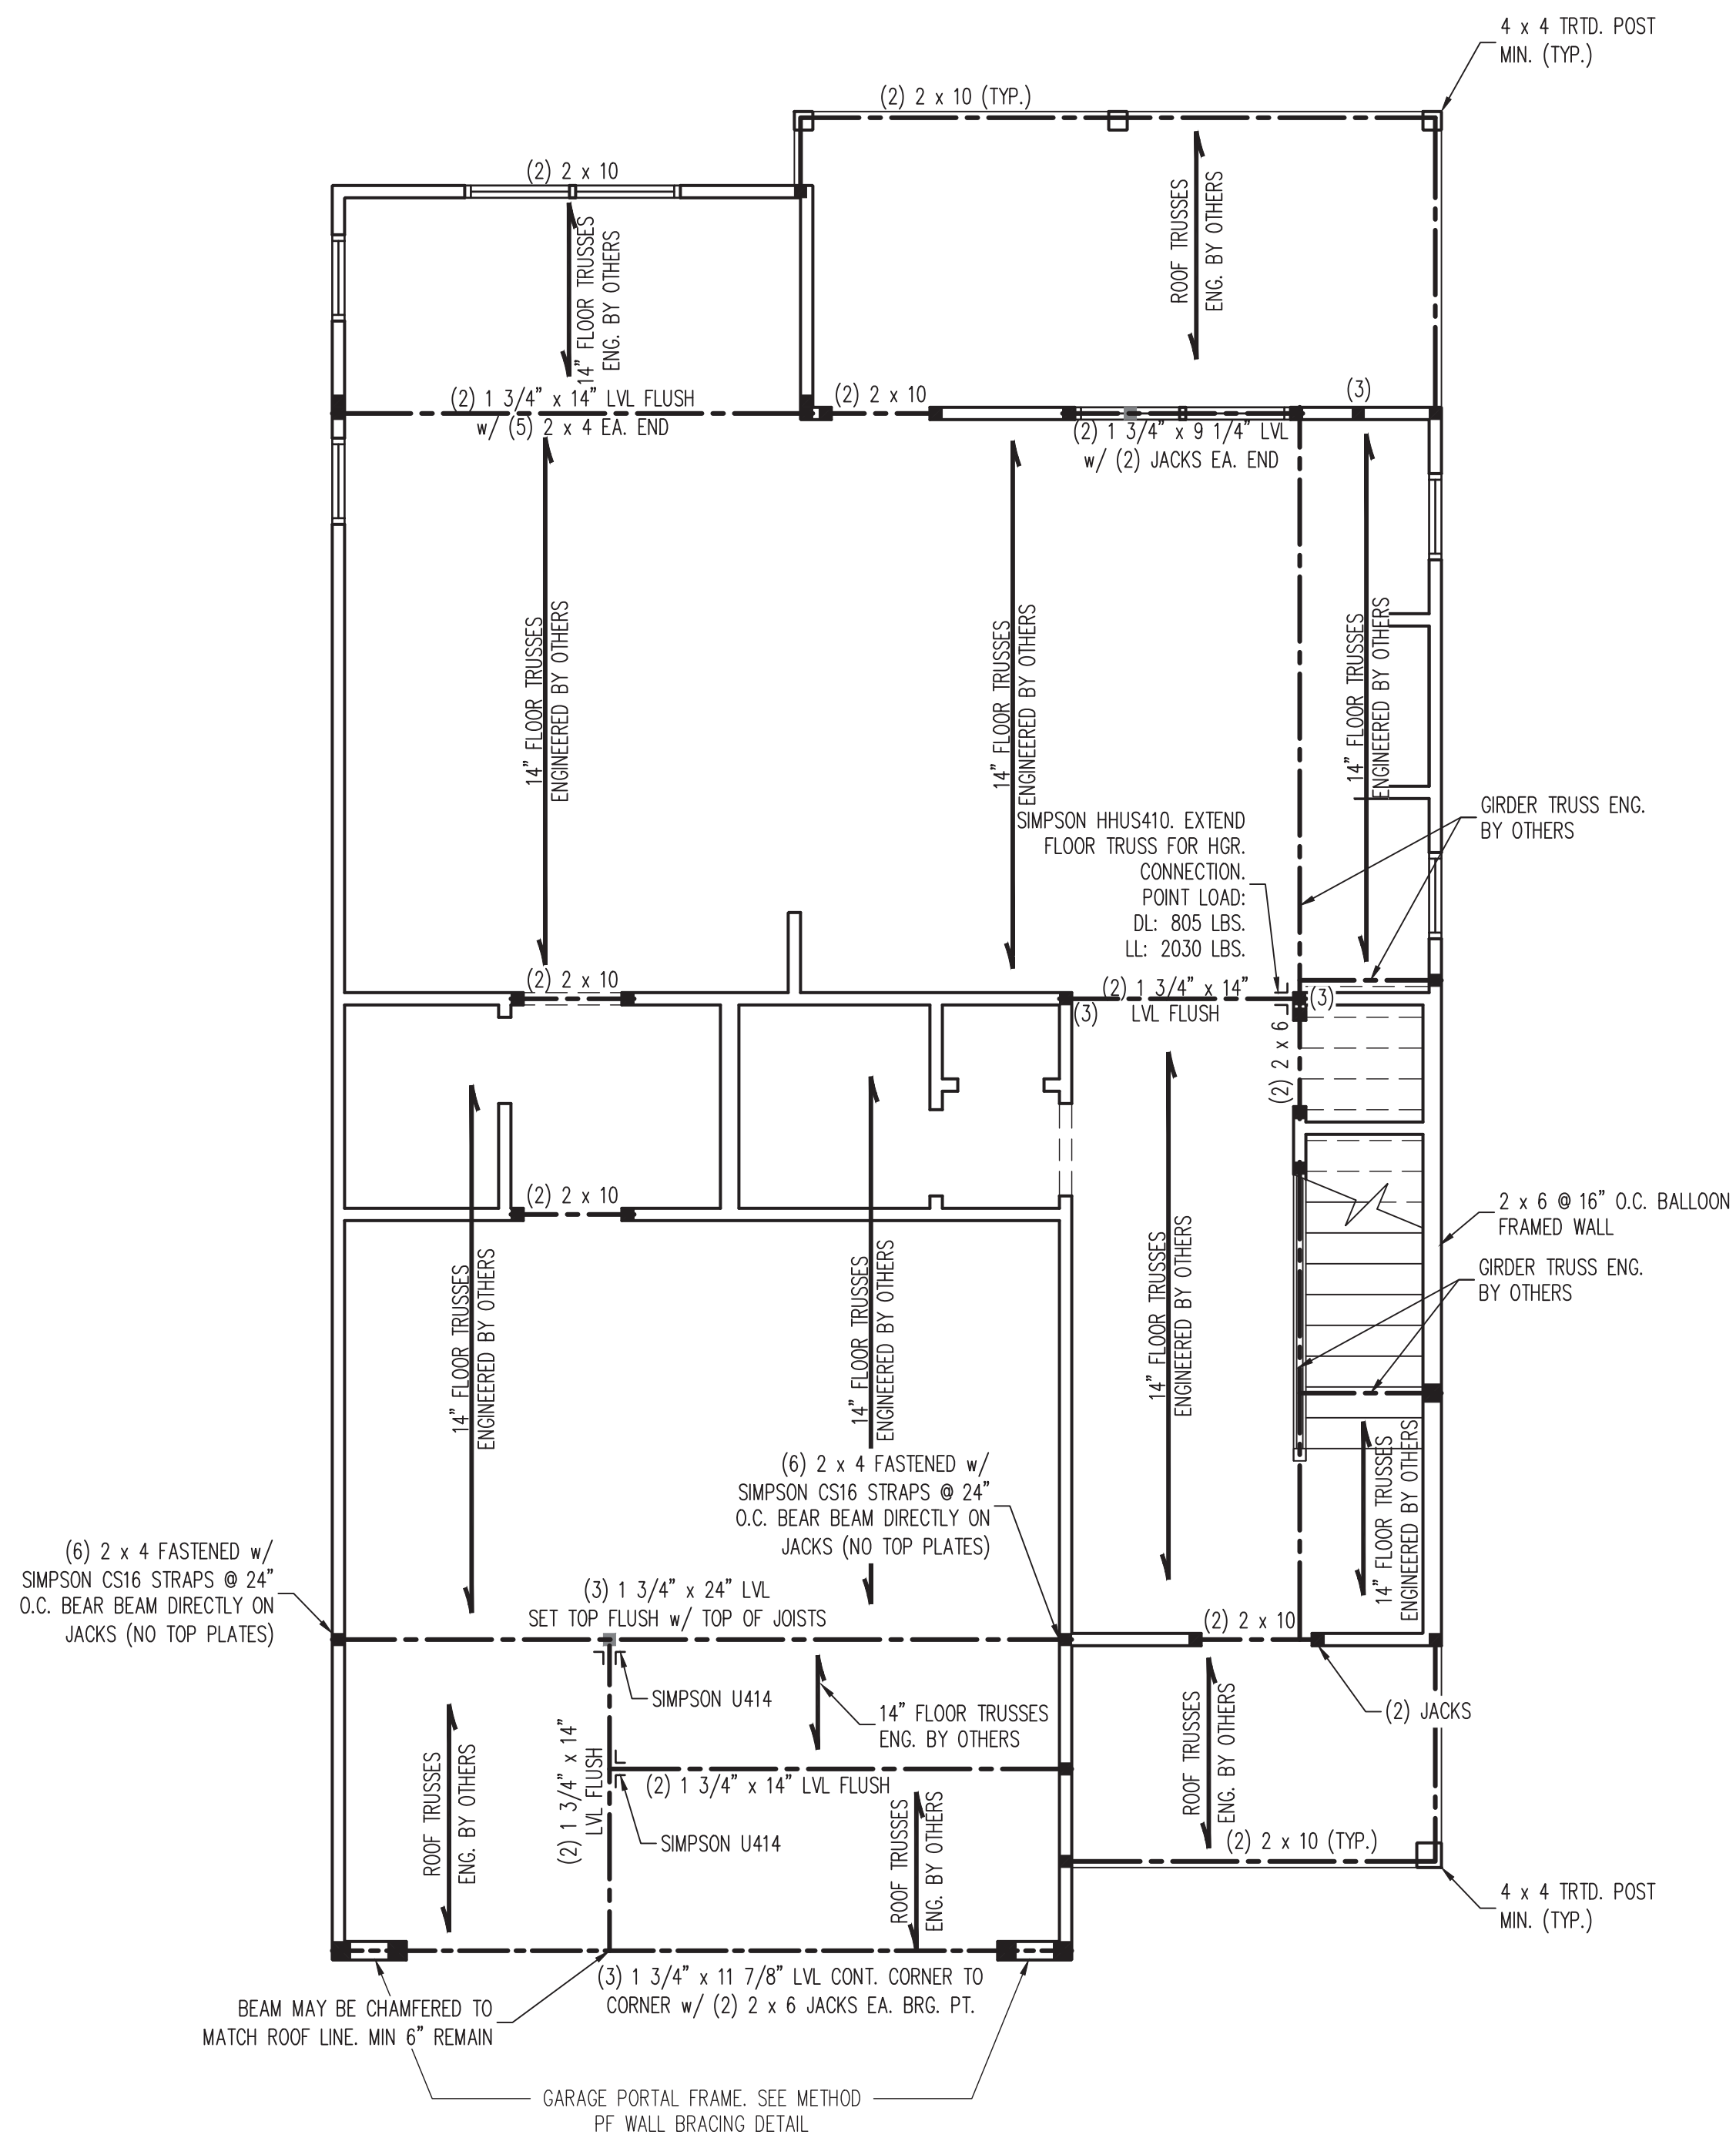 4 x 4 TRTD. POST
MIN. (TYP.)
(2) 2 x 10 (TYP.)
(2) 2 x 10
14" FLOOR TRUSSES
ENG. BY OTHERS
ROOF TRUSSES
ENG. BY OTHERS
(2) 1 3/4" x 14" LVL FLUSH
w/ (5) 2 x 4 EA. END
(2) 2 x 10
(3)
(2) 1 3/4" x 9 1/4" LVL
w/ (2) JACKS EA. END
14" FLOOR TRUSSES
ENGINEERED BY OTHERS
14" FLOOR TRUSSES
ENGINEERED BY OTHERS
14" FLOOR TRUSSES
ENGINEERED BY OTHERS
GIRDER TRUSS ENG.
BY OTHERS
SIMPSON HHUS410. EXTEND
FLOOR TRUSS FOR HGR.
CONNECTION.
POINT LOAD:
DL: 805 LBS.
LL: 2030 LBS.
(2) 2 x 10
(2) 1 3/4" x 14"
LVL FLUSH
(3)
(3)
(2) 2 x 6
(2) 2 x 10
2 x 6 @ 16" O.C. BALLOON
FRAMED WALL
GIRDER TRUSS ENG.
BY OTHERS
14" FLOOR TRUSSES
ENGINEERED BY OTHERS
14" FLOOR TRUSSES
ENGINEERED BY OTHERS
14" FLOOR TRUSSES
ENGINEERED BY OTHERS
14" FLOOR TRUSSES
ENGINEERED BY OTHERS
(6) 2 x 4 FASTENED w/
SIMPSON CS16 STRAPS @ 24"
O.C. BEAR BEAM DIRECTLY ON
JACKS (NO TOP PLATES)
(6) 2 x 4 FASTENED w/
SIMPSON CS16 STRAPS @ 24"
O.C. BEAR BEAM DIRECTLY ON
JACKS (NO TOP PLATES)
(3) 1 3/4" x 24" LVL
SET TOP FLUSH w/ TOP OF JOISTS
(2) 2 x 10
SIMPSON U414
14" FLOOR TRUSSES
ENG. BY OTHERS
(2) JACKS
(2) 1 3/4" x 14"
LVL FLUSH
(2) 1 3/4" x 14" LVL FLUSH
SIMPSON U414
ROOF TRUSSES
ENG. BY OTHERS
ROOF TRUSSES
ENG. BY OTHERS
ROOF TRUSSES
ENG. BY OTHERS
(2) 2 x 10 (TYP.)
4 x 4 TRTD. POST
MIN. (TYP.)
(3) 1 3/4" x 11 7/8" LVL CONT. CORNER TO
CORNER w/ (2) 2 x 6 JACKS EA. BRG. PT.
BEAM MAY BE CHAMFERED TO
MATCH ROOF LINE. MIN 6" REMAIN
GARAGE PORTAL FRAME. SEE METHOD
PF WALL BRACING DETAIL